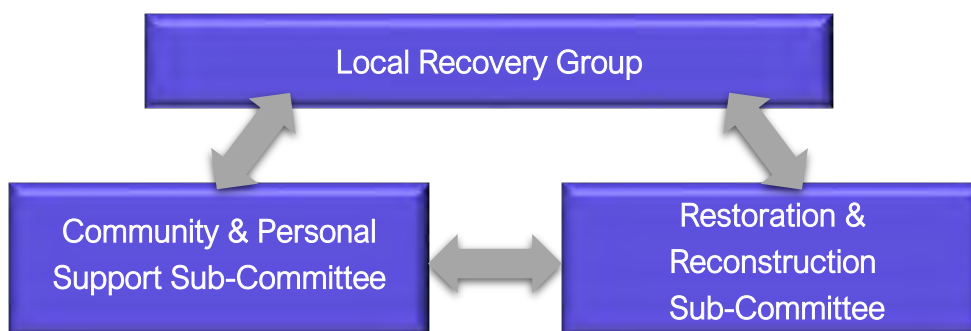 Local Recovery Group
Community & Personal
Support Sub-Committee
Restoration &
Reconstruction
Sub-Committee